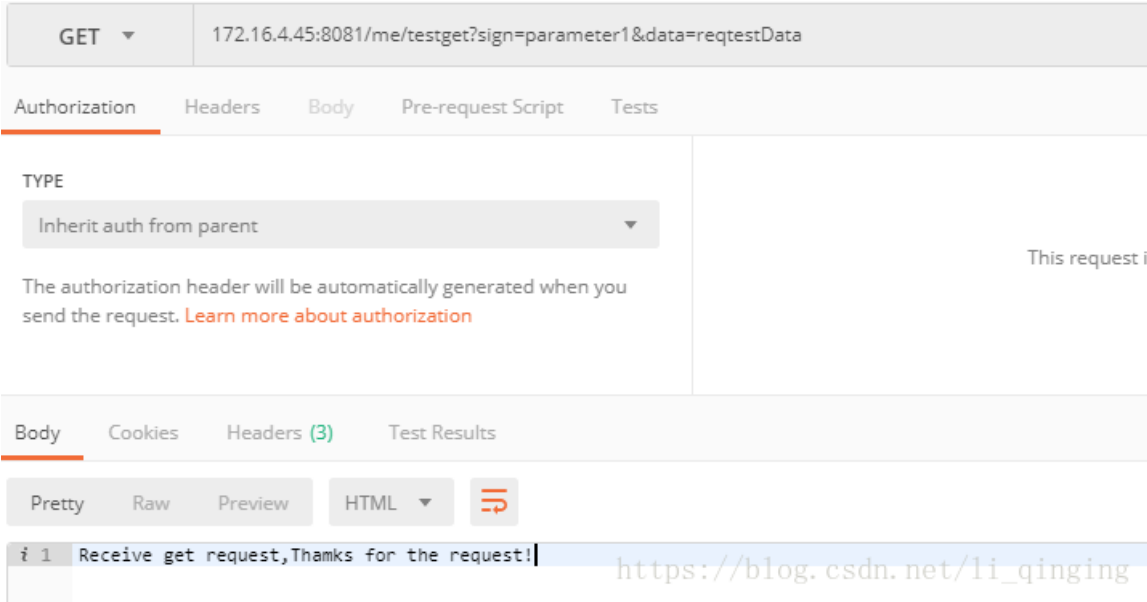 GET 172.16.4.45:8081/me/testget?sign=parameter1&data=reqtestData
Authorization Headers Body Pre-request Script Tests
TYPE
Inherit auth from parent
This request i
The authorization header will be automatically generated when you
send the request. Learn more about authorization
Body Cookies Headers (3) Test Results
Pretty Raw Preview HTML
i 1 Receive get request,Thamks for the request!
https://blog.csdn.net/li_qinging